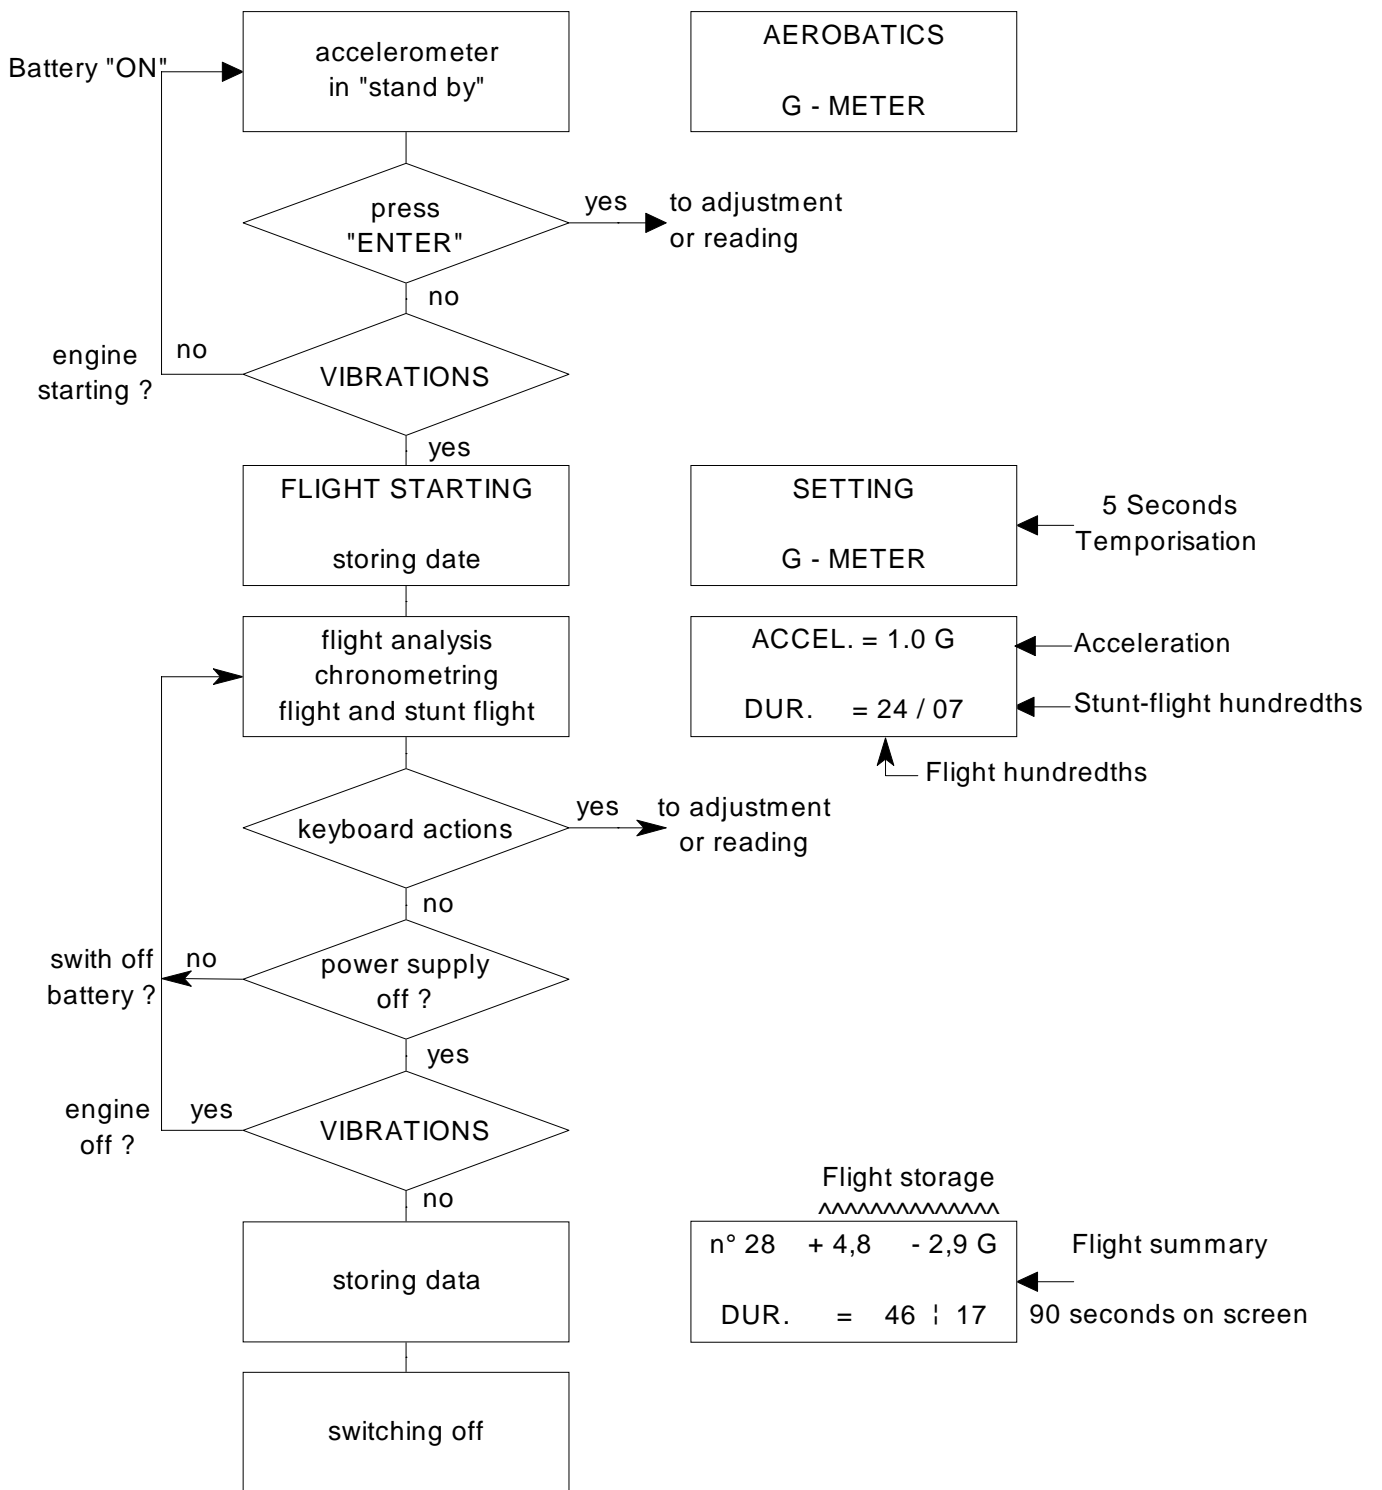 Battery "ON"
accelerometer
in "stand by"
AEROBATICS
G - METER
press
"ENTER"
yes
to adjustment
or reading
no
engine
starting ?
no
VIBRATIONS
yes
FLIGHT STARTING
storing date
SETTING
G - METER
5 Seconds
Temporisation
flight analysis
chronometring
flight and stunt flight
ACCEL. = 1.0 G
DUR. = 24 / 07
Acceleration
Stunt-flight hundredths
Flight hundredths
keyboard actions
yes
to adjustment
or reading
no
swith off
battery ?
no
power supply
off ?
yes
engine
off ?
yes
VIBRATIONS
no
Flight storage
^^^^^^^^^^^^^^
storing data
n° 28 + 4,8 - 2,9 G
DUR. = 46 ¦ 17
Flight summary
90 seconds on screen
switching off